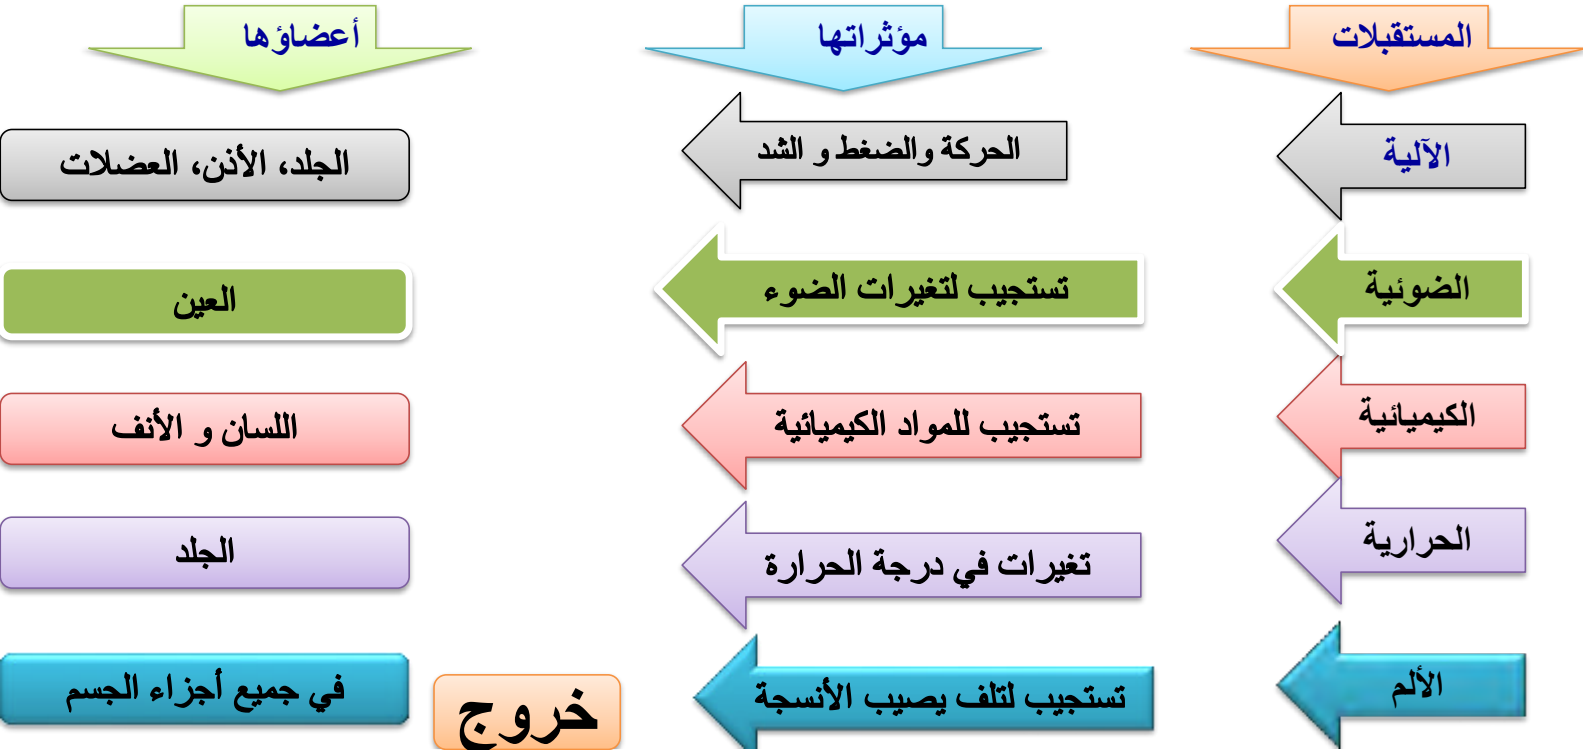 المستقبلات
مؤثراتها
أعضاؤها
الآلية
الحركة والضغط و الشد
الجلد، الأذن، العضلات
الضوئية
تستجيب لتغيرات الضوء
العين
الكيميائية
تستجيب للمواد الكيميائية
اللسان و الأنف
الحرارية
تغيرات في درجة الحرارة
الجلد
الألم
تستجيب لتلف يصيب الأنسجة
في جميع أجزاء الجسم
خروج